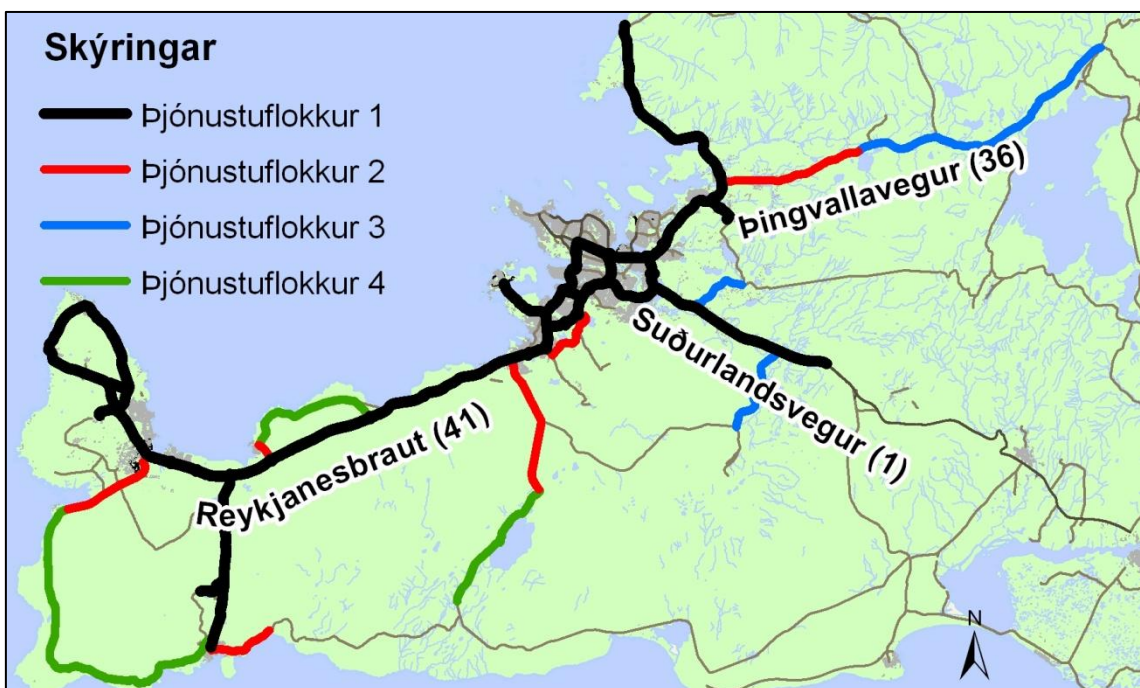 Skýringar
Þjónustuflokkur 1
Þjónustuflokkur 2
Þjónustuflokkur 3
Þjónustuflokkur 4
Þingvallavegur (36)
Suðurlandsvegur (1)
Reykjanesbraut (41)
N